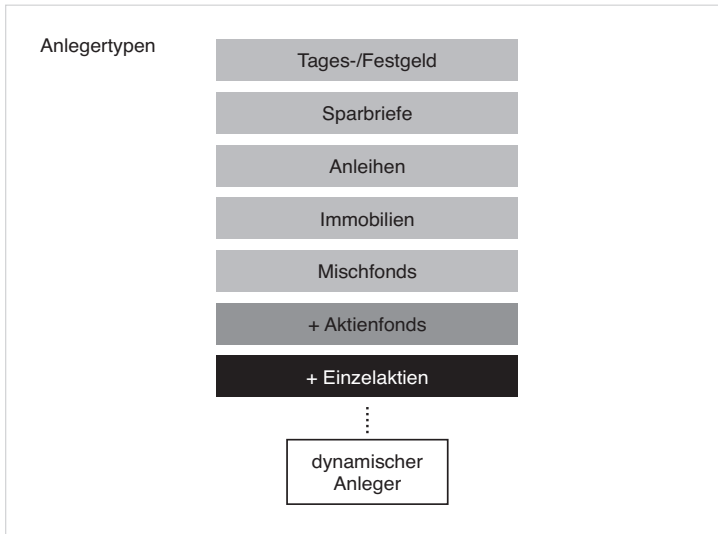 Anlegertypen
Tages-/Festgeld
Sparbriefe
Anleihen
Immobilien
Mischfonds
+ Aktienfonds
+ Einzelaktien
dynamischer
Anleger